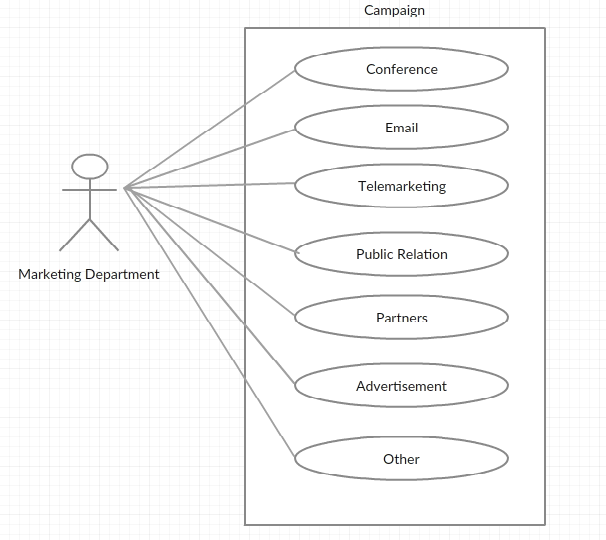 Campaign
Conference
Email
Telemarketing
Public Relation
Marketing Department
Partners
Advertisement
Other